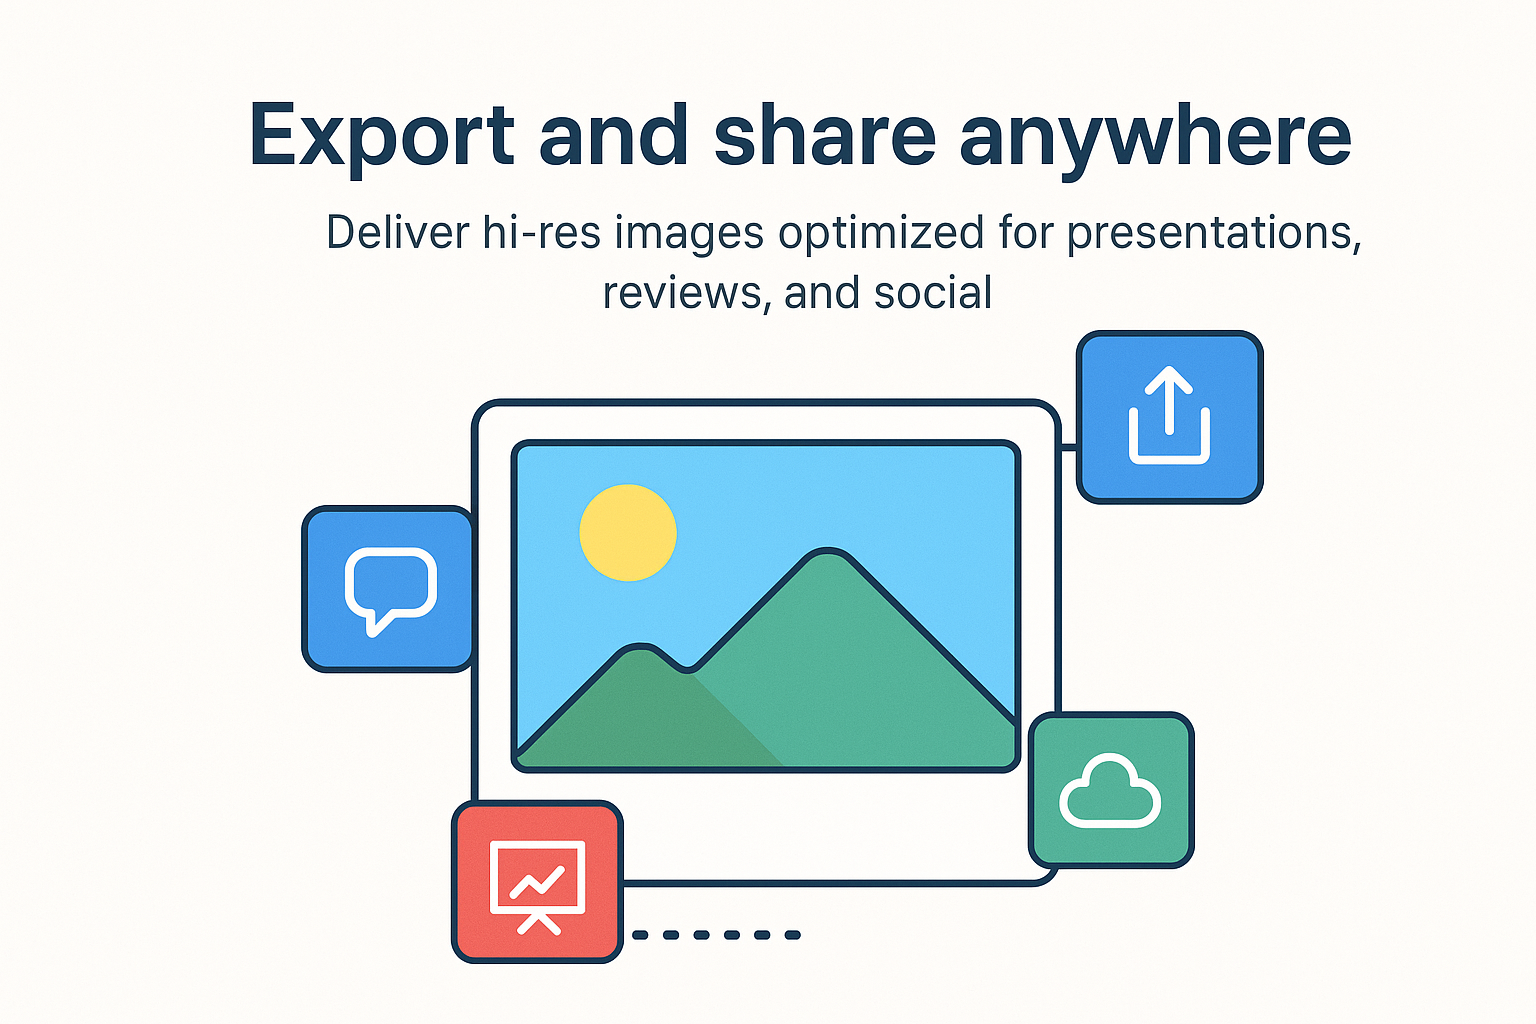 Export and share anywhere
Deliver hi-res images optimized for presentations,
reviews, and social